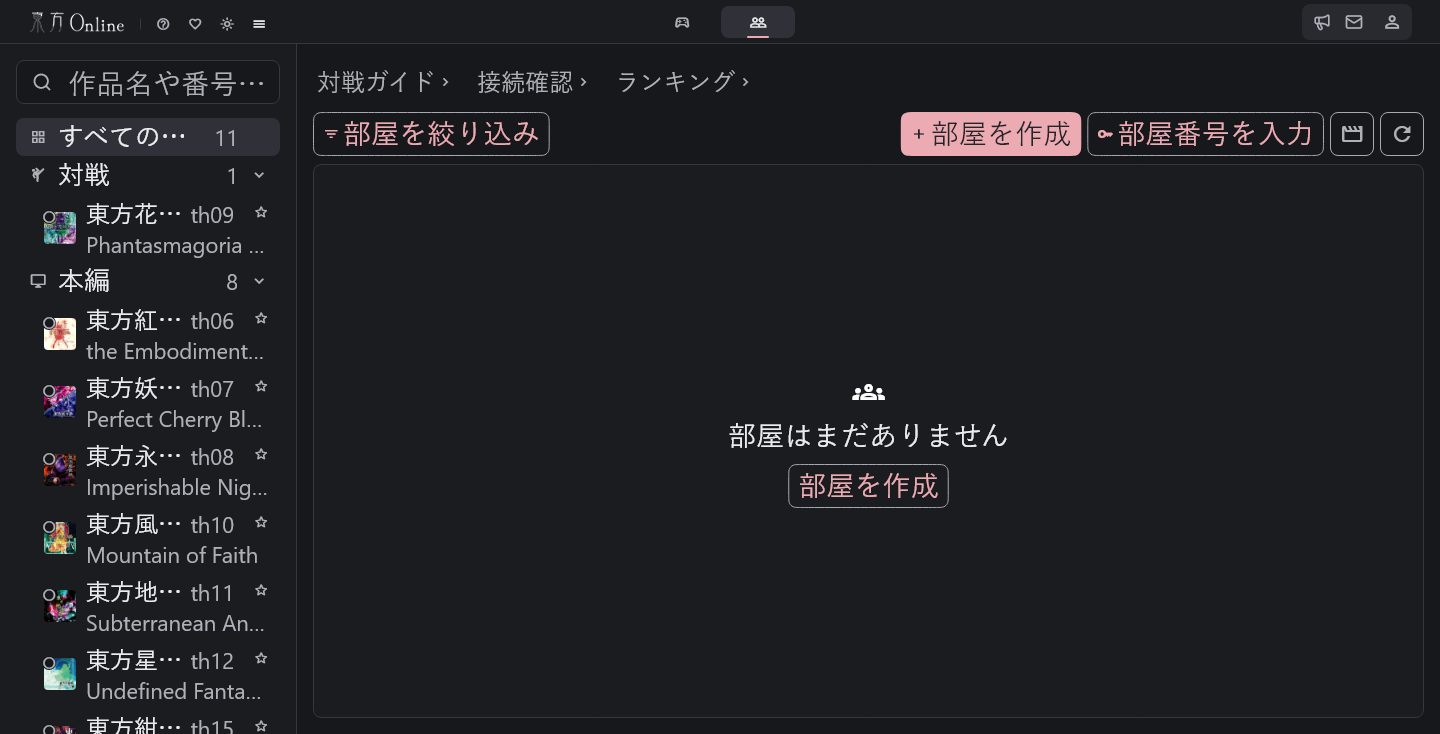 東方Online
作品名や番号…
すべての… 11
対戦 1
東方花… th09
Phantasmagoria ...
本編 8
東方紅… th06
the Embodiment...
東方妖… th07
Perfect Cherry Bl...
東方永… th08
Imperishable Nig...
東方風… th10
Mountain of Faith
東方地… th11
Subterranean An...
東方星… th12
Undefined Fanta...
東方紺… th15
対戦ガイド 接続確認 ランキング
部屋を絞り込み
+ 部屋を作成 部屋番号を入力
部屋はまだありません
部屋を作成